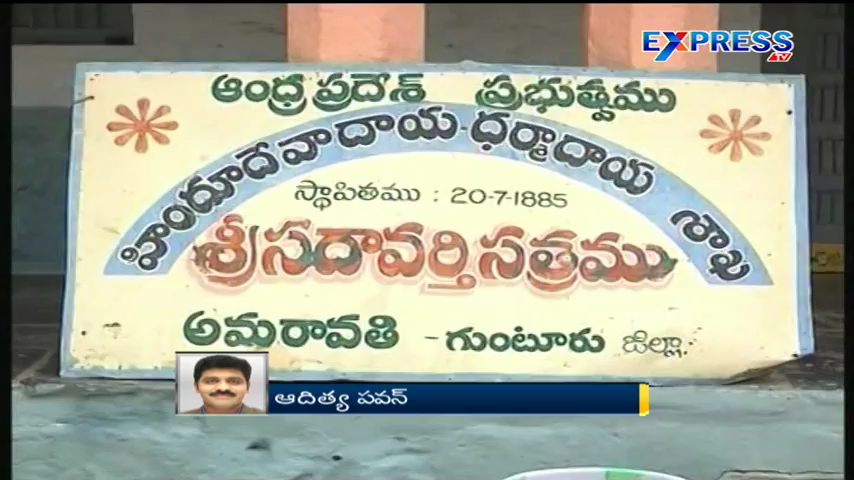 EXPRESS TV
ఆంధ్ర ప్రదేశ్ ప్రభుత్వము
హిందూదేవాదాయ-ధర్మాదాయ శాఖ
స్థాపితము : 20-7-1885
శ్రీ సదావర్తి సత్రము
అమరావతి - గుంటూరు జిల్లా.
ఆదిత్య పవన్